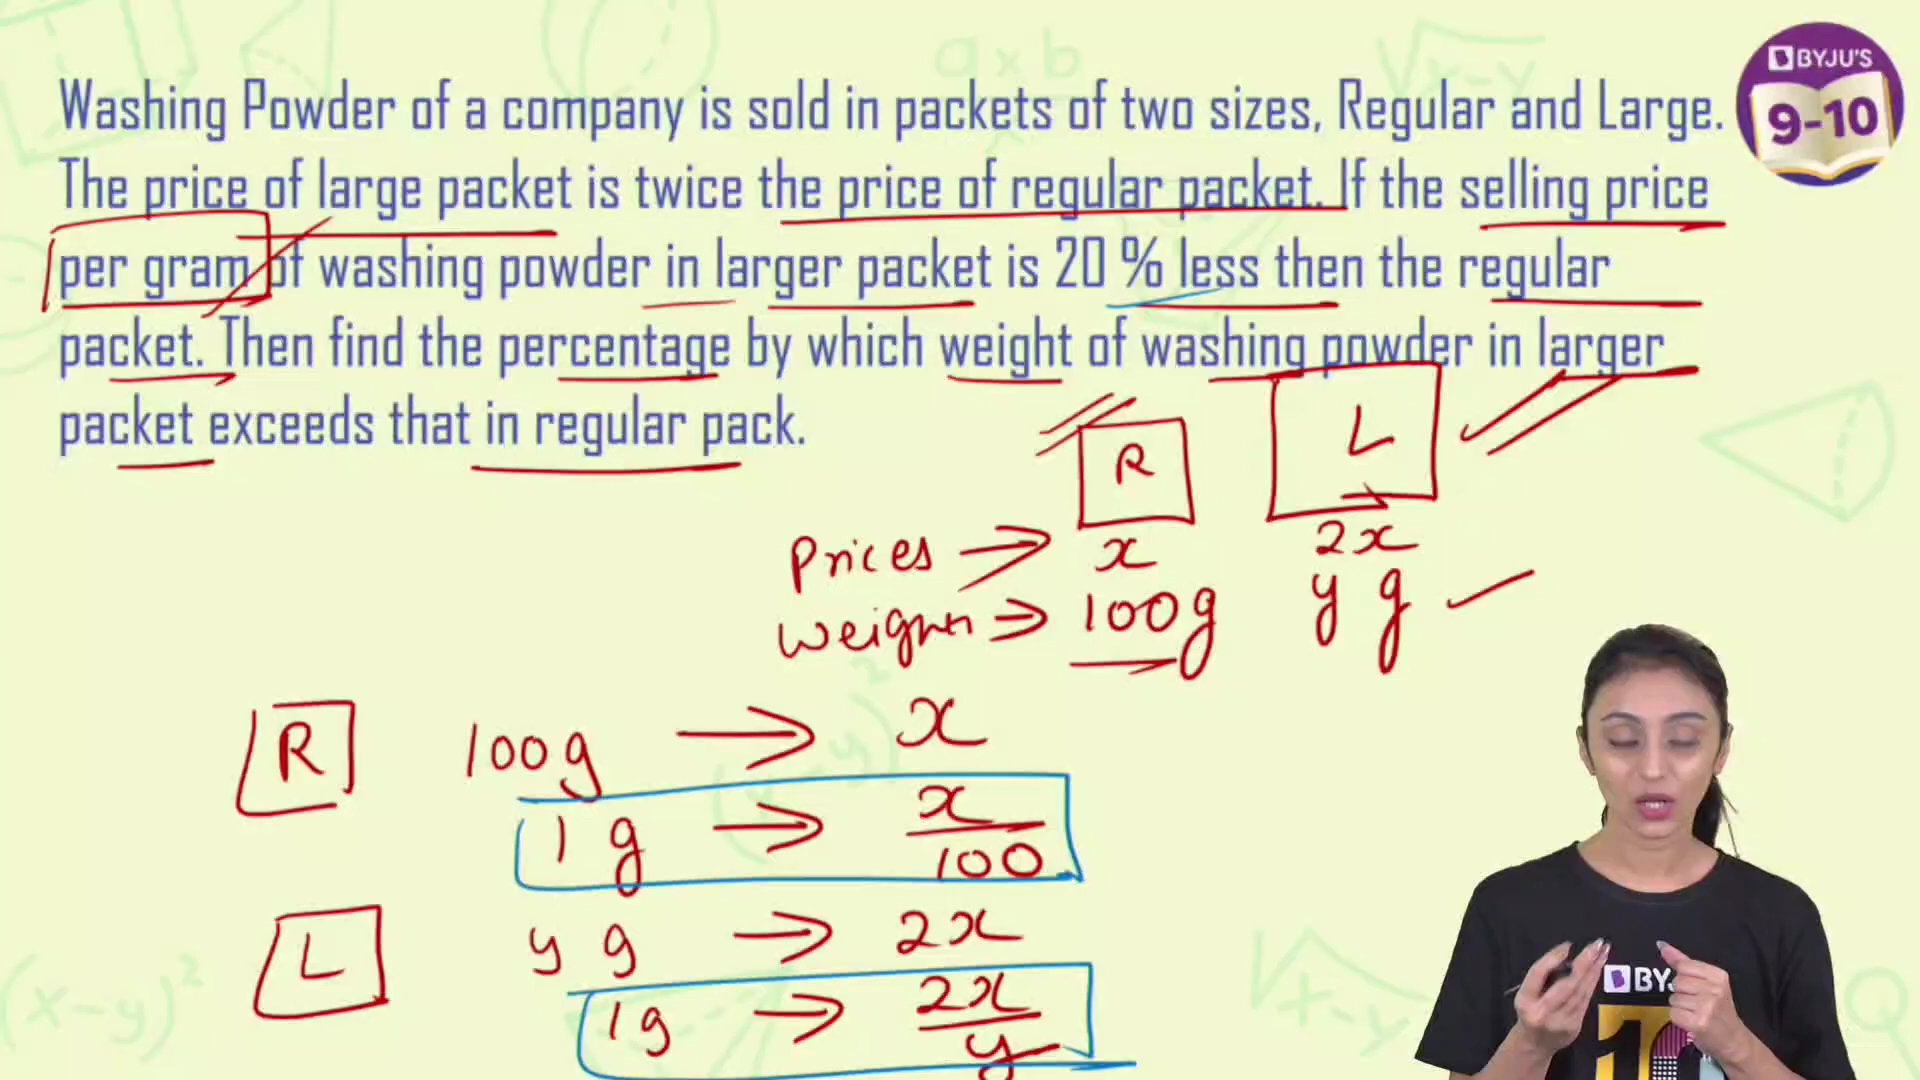 Washing Powder of a company is sold in packets of two sizes, Regular and Large.
The price of large packet is twice the price of regular packet. If the selling price
per gram of washing powder in larger packet is 20 % less then the regular
packet. Then find the percentage by which weight of washing powder in larger
packet exceeds that in regular pack.
BYJU'S
9-10
R L
Prices → x 2x
→ 100g y g
R 100g → x
1 g → x/100
L y g → 2x
1g → 2x/y
a x b
√x-y
(x-y)²
√x-y
BYJ